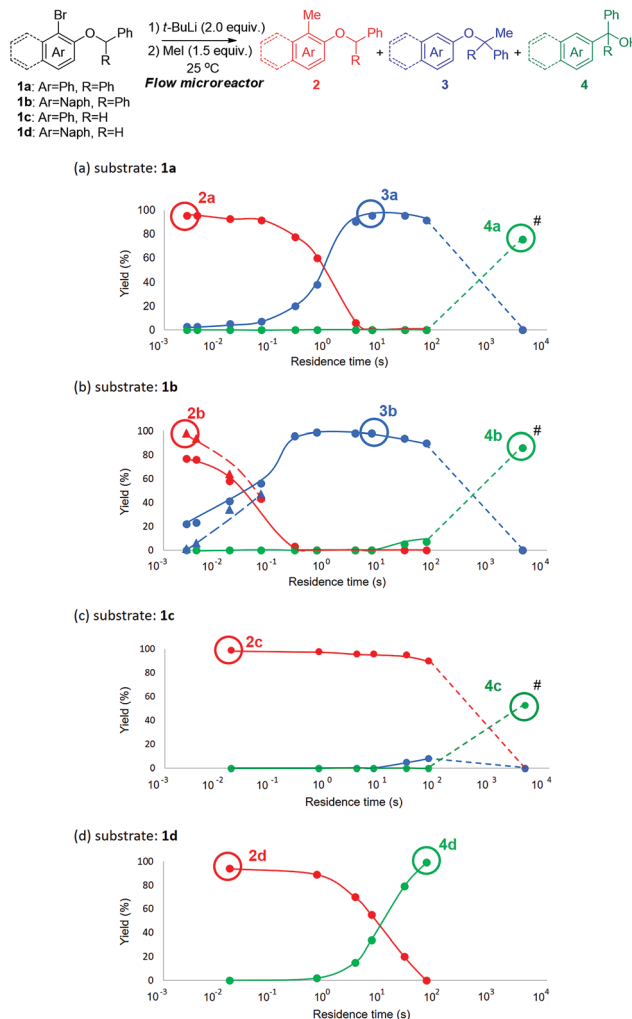 Br
O
Ph
Ar
R
1) t-BuLi (2.0 equiv.)
2) MeI (1.5 equiv.)
25 ºC
Flow microreactor
Me
O
Ph
Ar
R
2
+
O
Me
Ar
R
Ph
3
+
Ph
OH
Ar
R
4
1a: Ar=Ph, R=Ph
1b: Ar=Naph, R=Ph
1c: Ar=Ph, R=H
1d: Ar=Naph, R=H
(a) substrate: 1a
2a
3a
4a
#
Yield (%)
100
80
60
40
20
0
10⁻³ 10⁻² 10⁻¹ 10⁰ 10¹ 10² 10³ 10⁴
Residence time (s)
(b) substrate: 1b
2b
3b
4b
#
Yield (%)
100
80
60
40
20
0
10⁻³ 10⁻² 10⁻¹ 10⁰ 10¹ 10² 10³ 10⁴
Residence time (s)
(c) substrate: 1c
2c
4c
#
Yield (%)
100
80
60
40
20
0
10⁻³ 10⁻² 10⁻¹ 10⁰ 10¹ 10² 10³ 10⁴
Residence time (s)
(d) substrate: 1d
2d
4d
Yield (%)
100
80
60
40
20
0
10⁻³ 10⁻² 10⁻¹ 10⁰ 10¹ 10² 10³ 10⁴
Residence time (s)